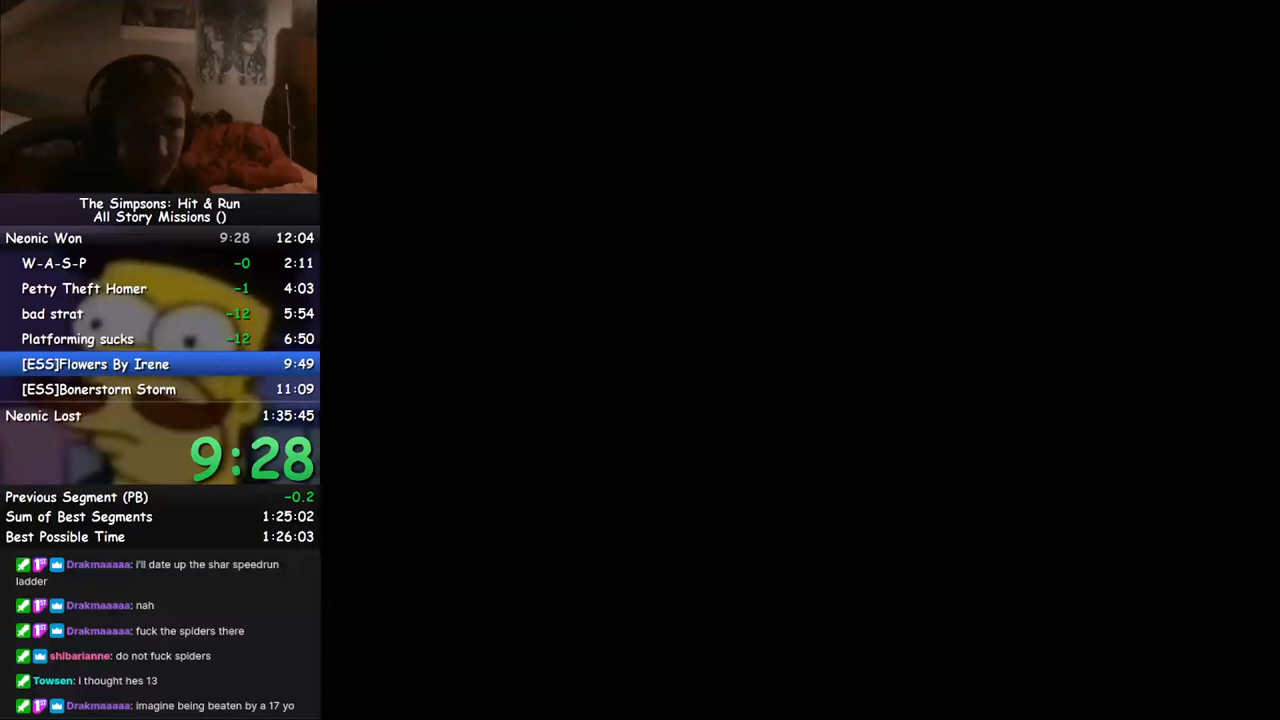 The Simpsons: Hit & Run
All Story Missions ()
Neonic Won 9:28 12:04
W-A-S-P -0 2:11
Petty Theft Homer -1 4:03
bad strat -12 5:54
Platforming sucks -12 6:50
[ESS]Flowers By Irene 9:49
[ESS]Bonerstorm Storm 11:09
Neonic Lost 1:35:45
9:28
Previous Segment (PB) -0.2
Sum of Best Segments 1:25:02
Best Possible Time 1:26:03
1ST Drakmaaaaa: i'll date up the shar speedrun
ladder
1ST Drakmaaaaa: nah
1ST Drakmaaaaa: fuck the spiders there
shibarianne: do not fuck spiders
Towsen: i thought hes 13
1ST Drakmaaaaa: imagine being beaten by a 17 yo